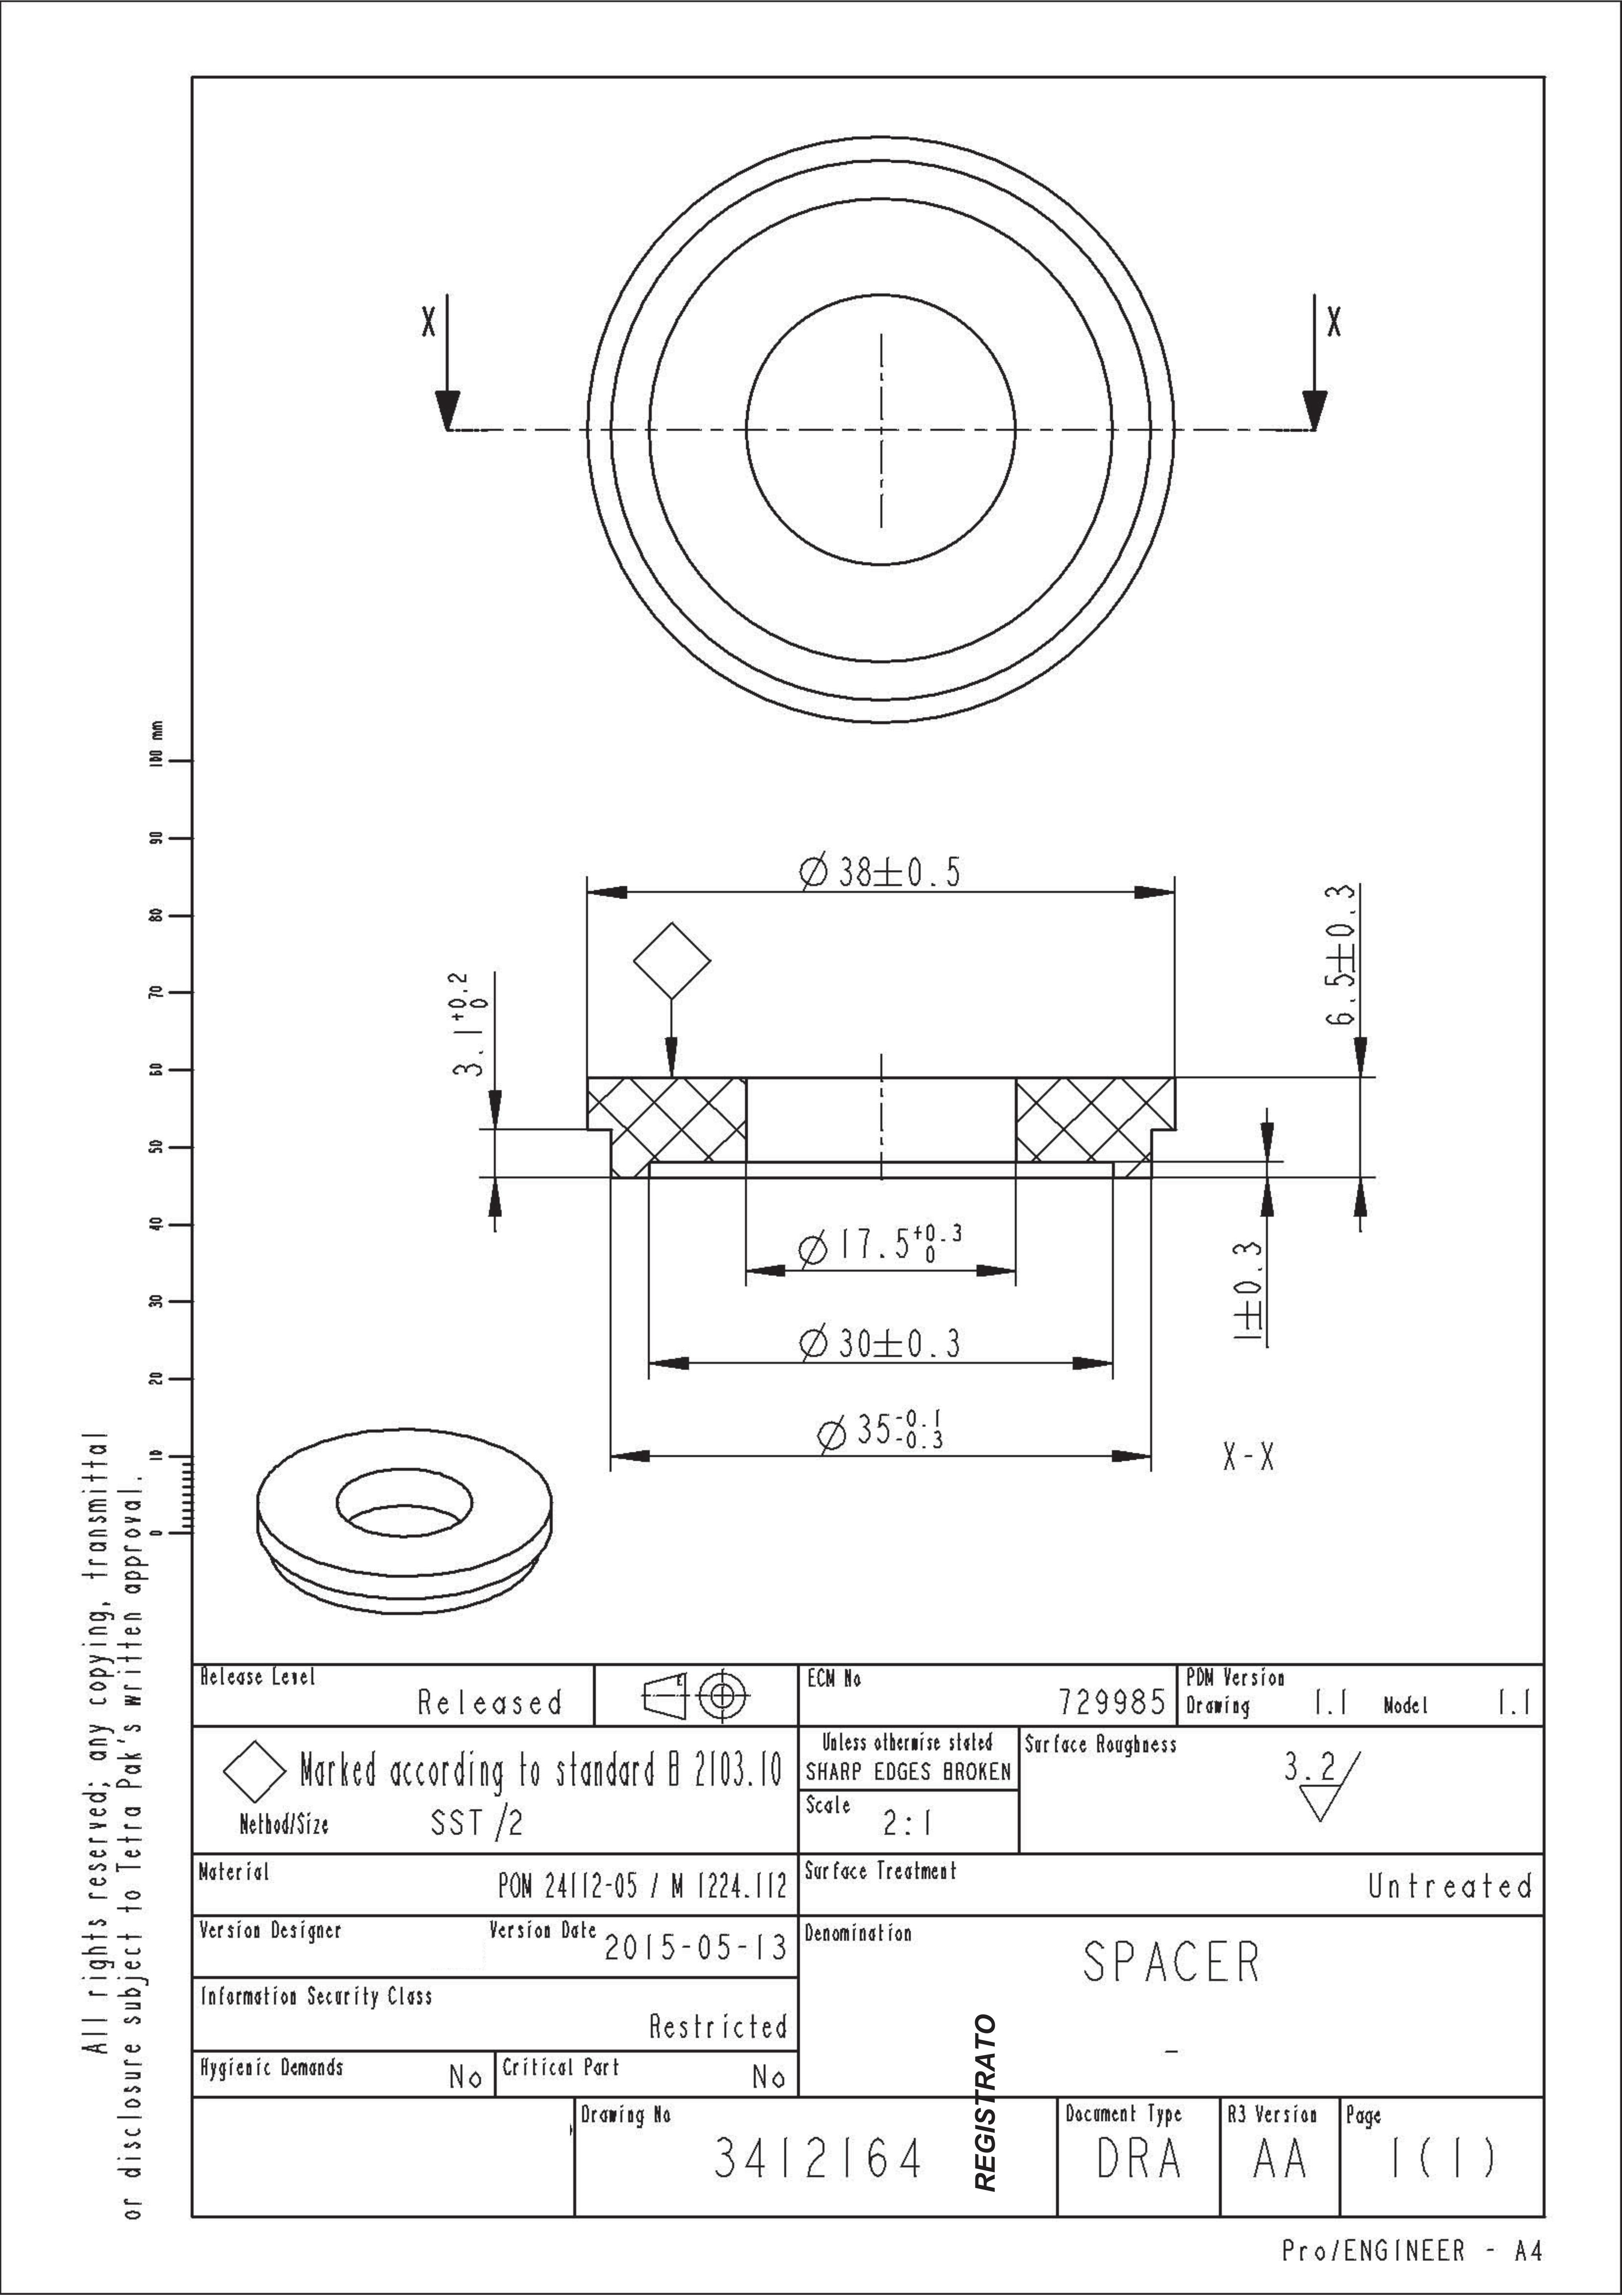 X X
⌀38±0.5
3.1 +0.2 0
6.5±0.3
⌀17.5 +0.3 0
1±0.3
⌀30±0.3
⌀35 -0.1 -0.3
X-X
100 mm
90
80
70
60
50
40
30
20
10
0
All rights reserved; any copying, transmittal
or disclosure subject to Tetra Pak's written approval.
Release Level
Released
E
ECM No
729985
PDM Version
Drawing 1.1 Model 1.1
Marked according to standard B 2103.10
Method/Size SST /2
Unless otherwise stated
SHARP EDGES BROKEN
Scale
2:1
Surface Roughness
3.2
Material
PON 24112-05 / M 1224.112
Surface Treatment
Untreated
Version Designer
Version Date
2015-05-13
Denomination
SPACER
-
Information Security Class
Restricted
Hygienic Demands
No
Critical Part
No
Drawing No
3412164
REGISTRATO
Document Type
DRA
R3 Version
AA
Page
1(1)
Pro/ENGINEER - A4